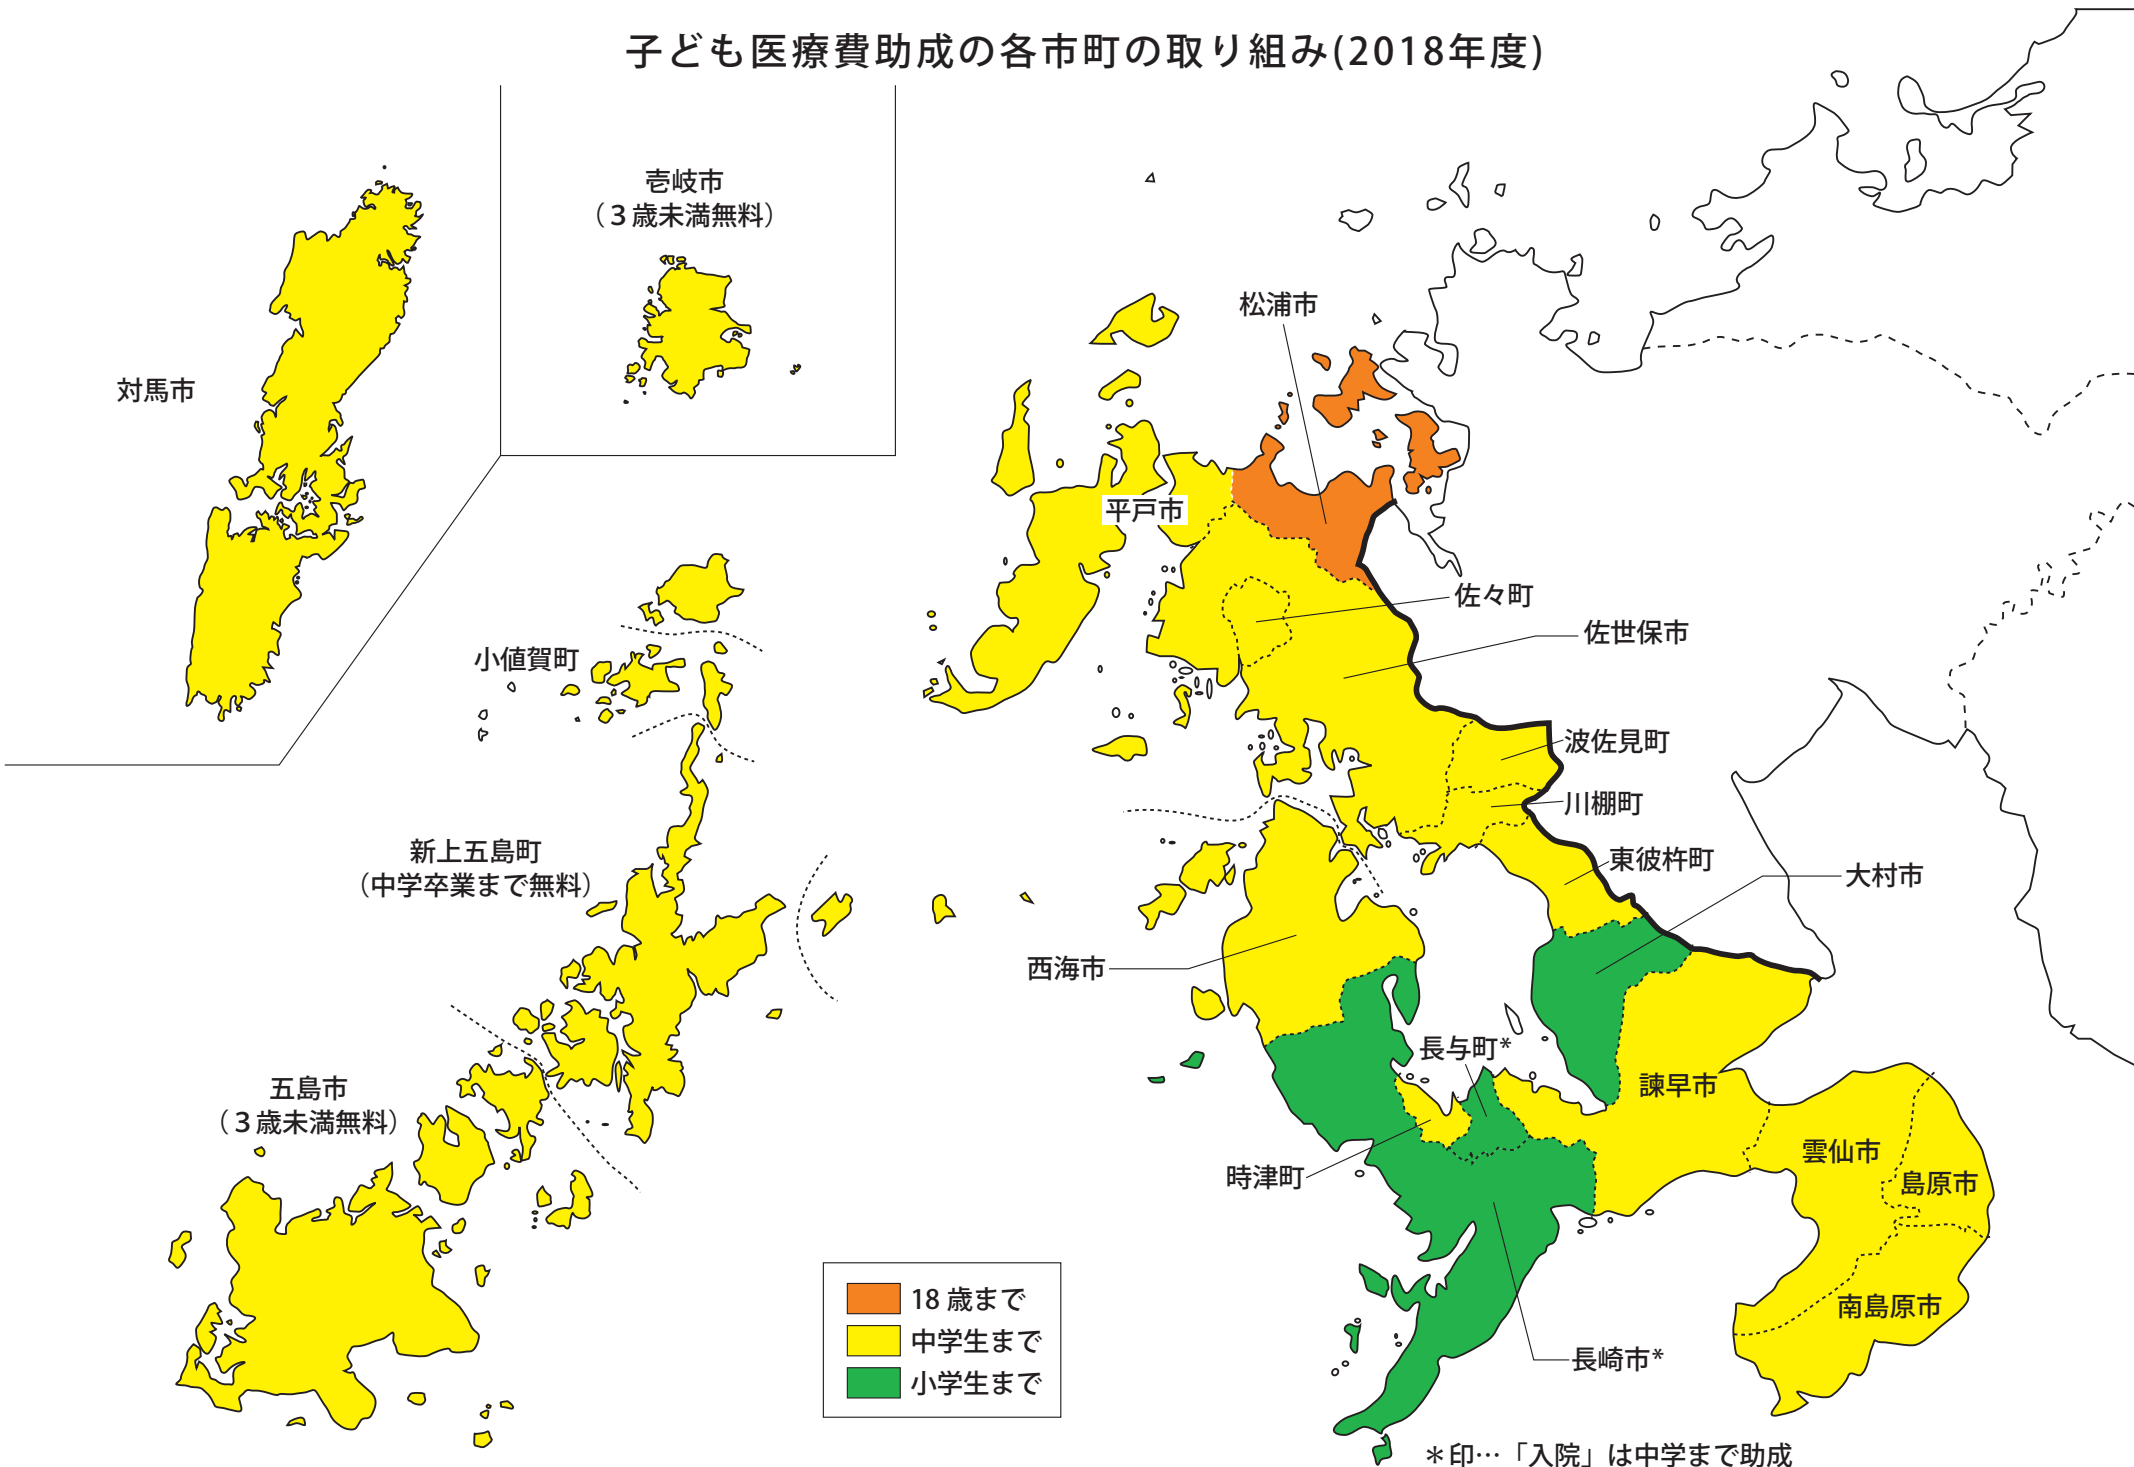 子ども医療費助成の各市町の取り組み(2018年度)
壱岐市
（３歳未満無料）
対馬市
松浦市
平戸市
佐々町
佐世保市
小値賀町
波佐見町
川棚町
新上五島町
（中学卒業まで無料）
東彼杵町
大村市
西海市
長与町*
五島市
（３歳未満無料）
諫早市
時津町
雲仙市
島原市
南島原市
長崎市*
18 歳まで
中学生まで
小学生まで
＊印…「入院」は中学まで助成